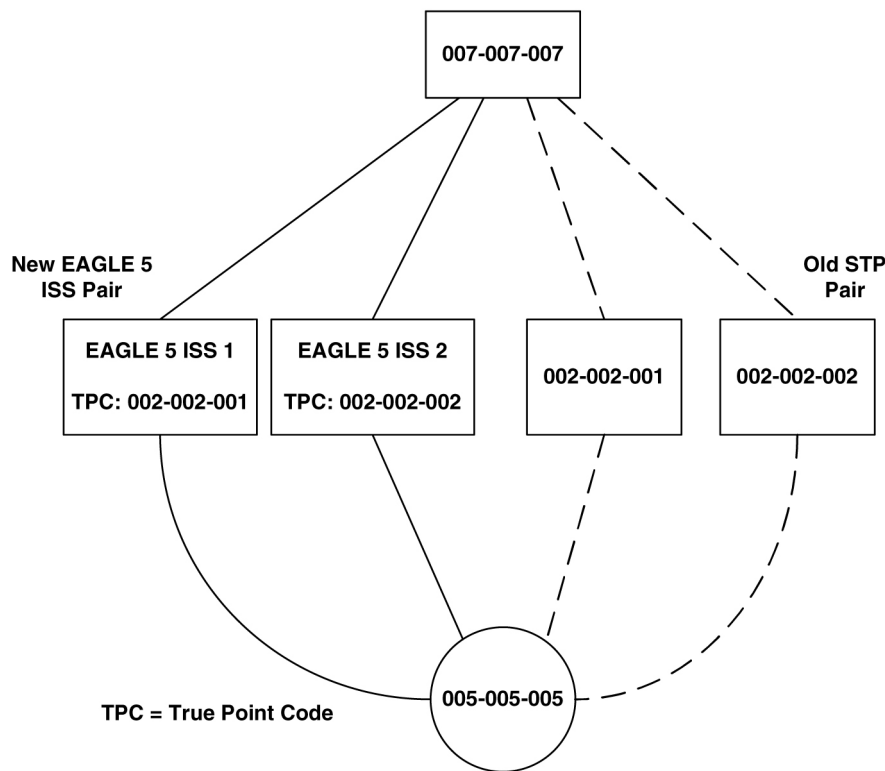 007-007-007
New EAGLE 5
ISS Pair
Old STP
Pair
EAGLE 5 ISS 1
TPC: 002-002-001
EAGLE 5 ISS 2
TPC: 002-002-002
002-002-001
002-002-002
005-005-005
TPC = True Point Code